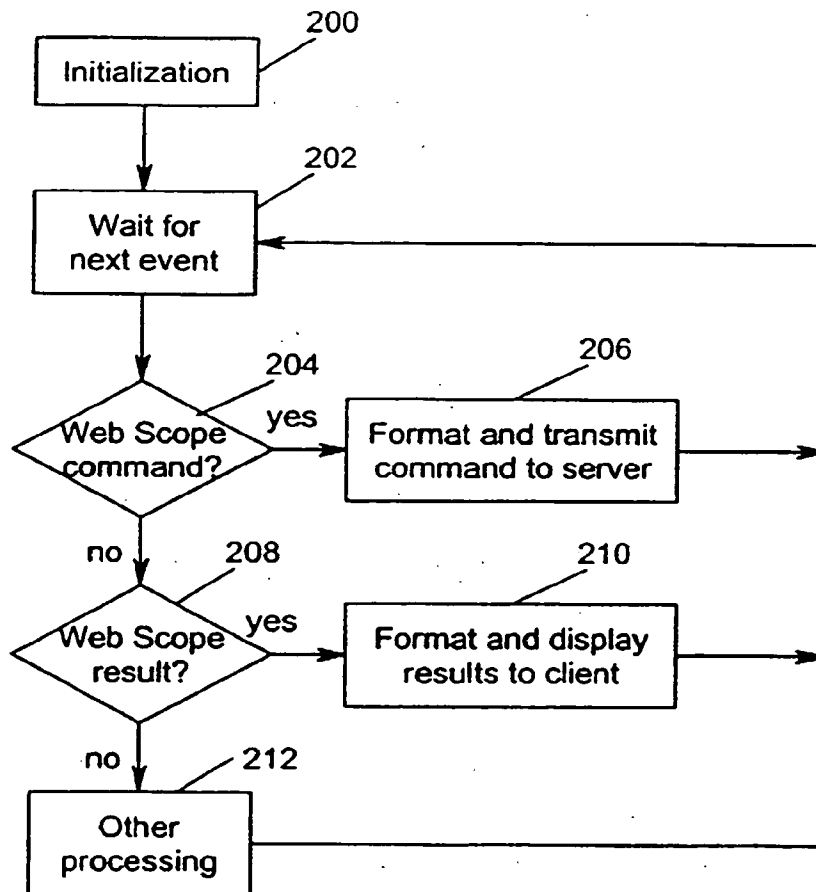 200
Initialization
202
Wait for
next event
204
Web Scope
command?
yes
206
Format and transmit
command to server
no
208
Web Scope
result?
yes
210
Format and display
results to client
no
212
Other
processing